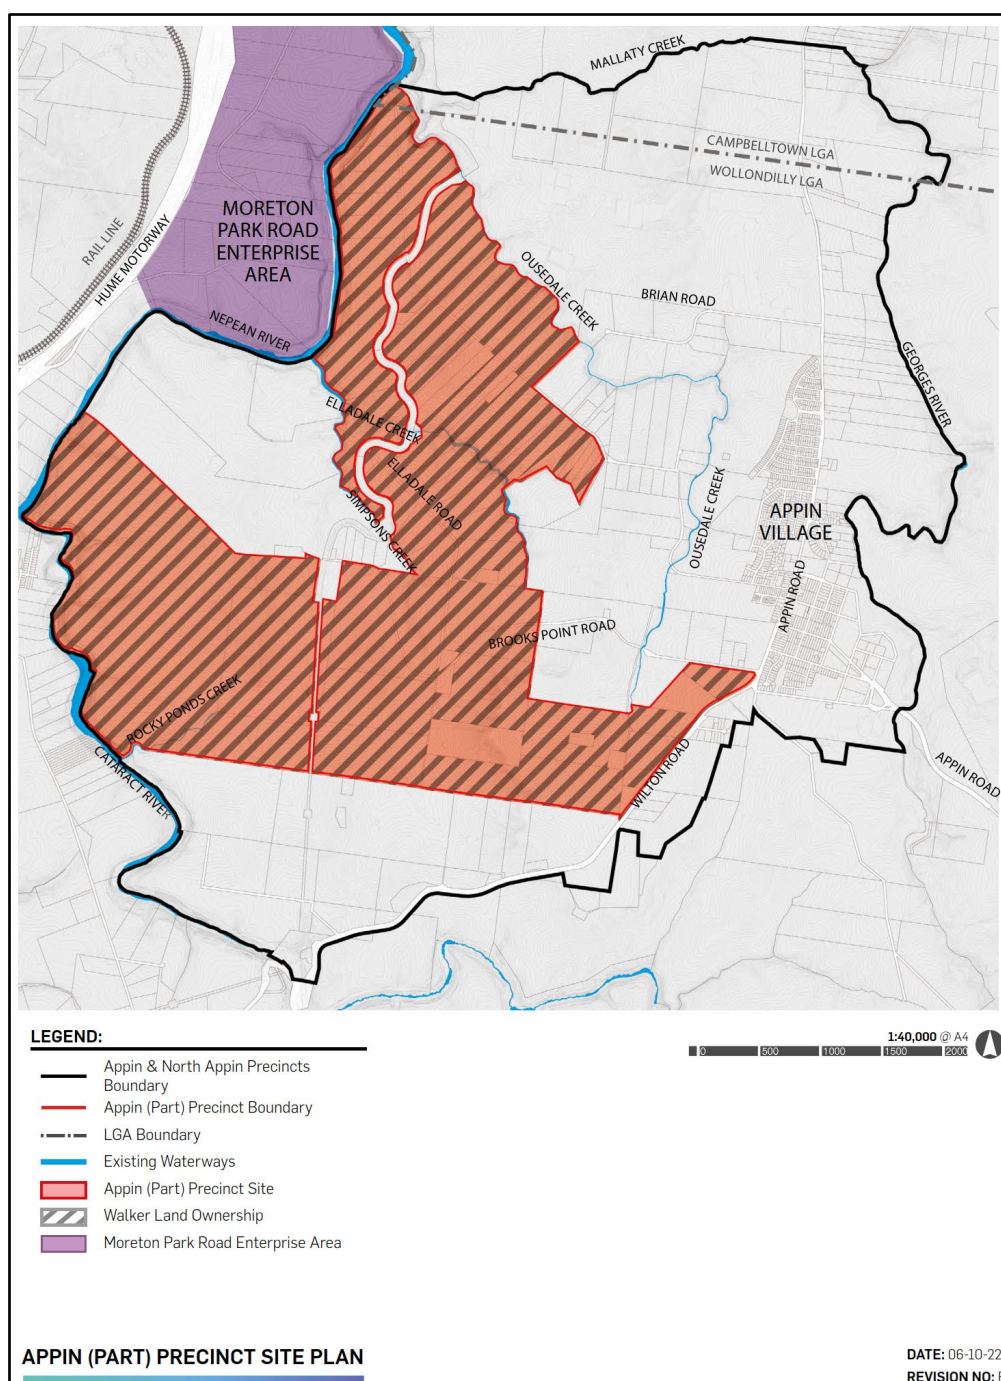 MALLATY CREEK
CAMPBELLTOWN LGA
WOLLONDILLY LGA
RAIL LINE
HUME MOTORWAY
MORETON
PARK ROAD
ENTERPRISE
AREA
NEPEAN RIVER
OUSEDALE CREEK
BRIAN ROAD
GEORGES RIVER
ELLADALE CREEK
ELLADALE ROAD
SIMPSONS CREEK
OUSEDALE CREEK
APPIN
VILLAGE
APPIN ROAD
BROOKS POINT ROAD
ROCKY PONDS CREEK
CATARACT RIVER
WILTON ROAD
APPIN ROAD
LEGEND:
Appin & North Appin Precincts
Boundary
Appin (Part) Precinct Boundary
LGA Boundary
Existing Waterways
Appin (Part) Precinct Site
Walker Land Ownership
Moreton Park Road Enterprise Area
1:40,000 @ A4
0 500 1000 1500 2000
APPIN (PART) PRECINCT SITE PLAN
DATE: 06-10-22
REVISION NO: